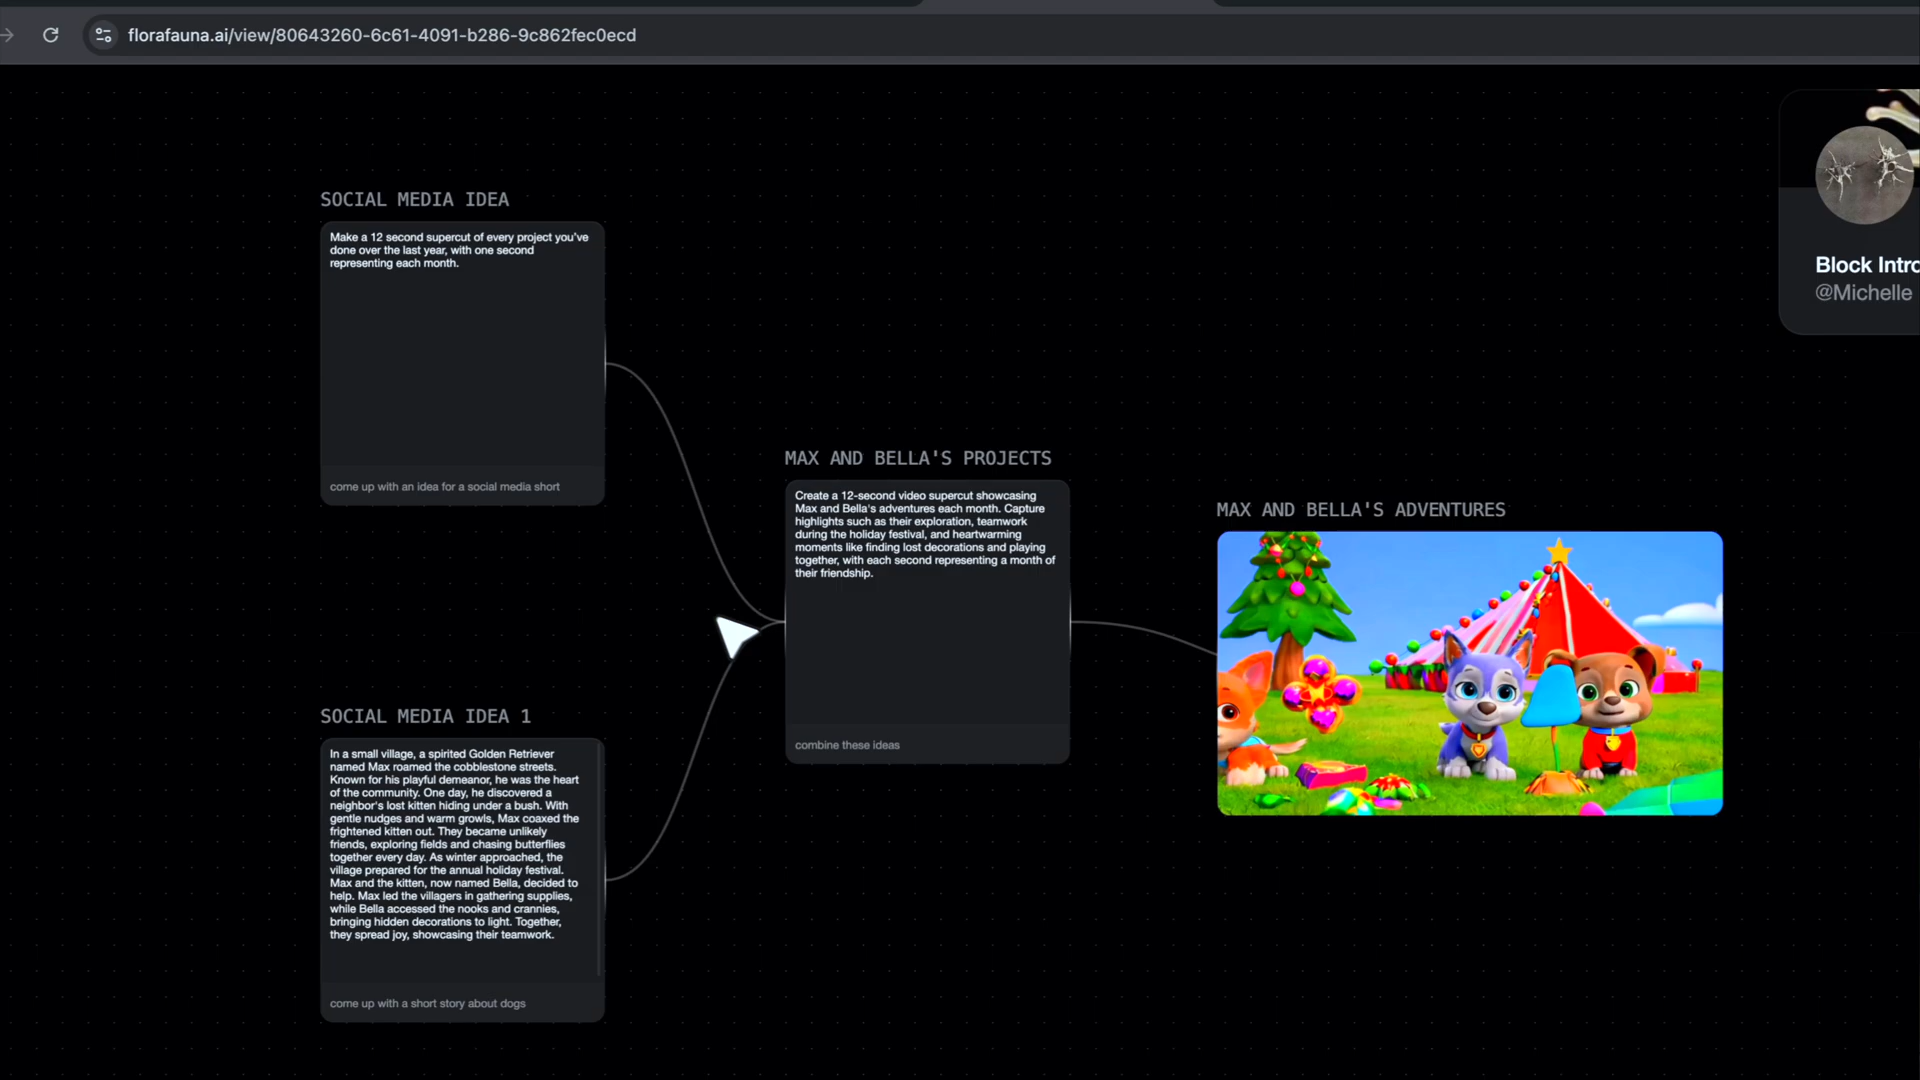 florafauna.ai/view/80643260-6c61-4091-b286-9c862fec0ecd
SOCIAL MEDIA IDEA
Make a 12 second supercut of every project you've
done over the last year, with one second
representing each month.
come up with an idea for a social media short
SOCIAL MEDIA IDEA 1
In a small village, a spirited Golden Retriever
named Max roamed the cobblestone streets.
Known for his playful demeanor, he was the heart
of the community. One day, he discovered a
neighbor's lost kitten hiding under a bush. With
gentle nudges and warm growls, Max coaxed the
frightened kitten out. They became unlikely
friends, exploring fields and chasing butterflies
together every day. As winter approached, the
village prepared for the annual holiday festival.
Max and the kitten, now named Bella, decided to
help. Max led the villagers in gathering supplies,
while Bella accessed the nooks and crannies,
bringing hidden decorations to light. Together,
they spread joy, showcasing their teamwork.
come up with a short story about dogs
MAX AND BELLA'S PROJECTS
Create a 12-second video supercut showcasing
Max and Bella's adventures each month. Capture
highlights such as their exploration, teamwork
during the holiday festival, and heartwarming
moments like finding lost decorations and playing
together, with each second representing a month of
their friendship.
combine these ideas
MAX AND BELLA'S ADVENTURES
Block Intro
@Michelle